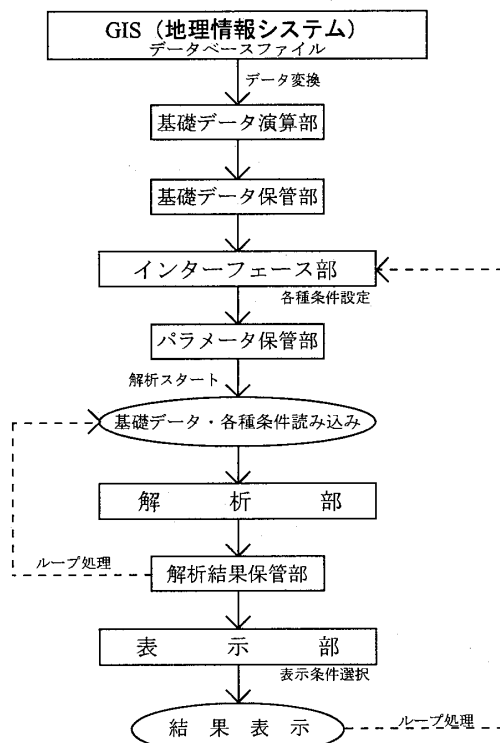 GIS（地理情報システム）
データベースファイル
データ変換
基礎データ演算部
基礎データ保管部
インターフェース部
各種条件設定
パラメータ保管部
解析スタート
基礎データ・各種条件読み込み
解析部
ループ処理
解析結果保管部
表示部
表示条件選択
結果表示
ループ処理